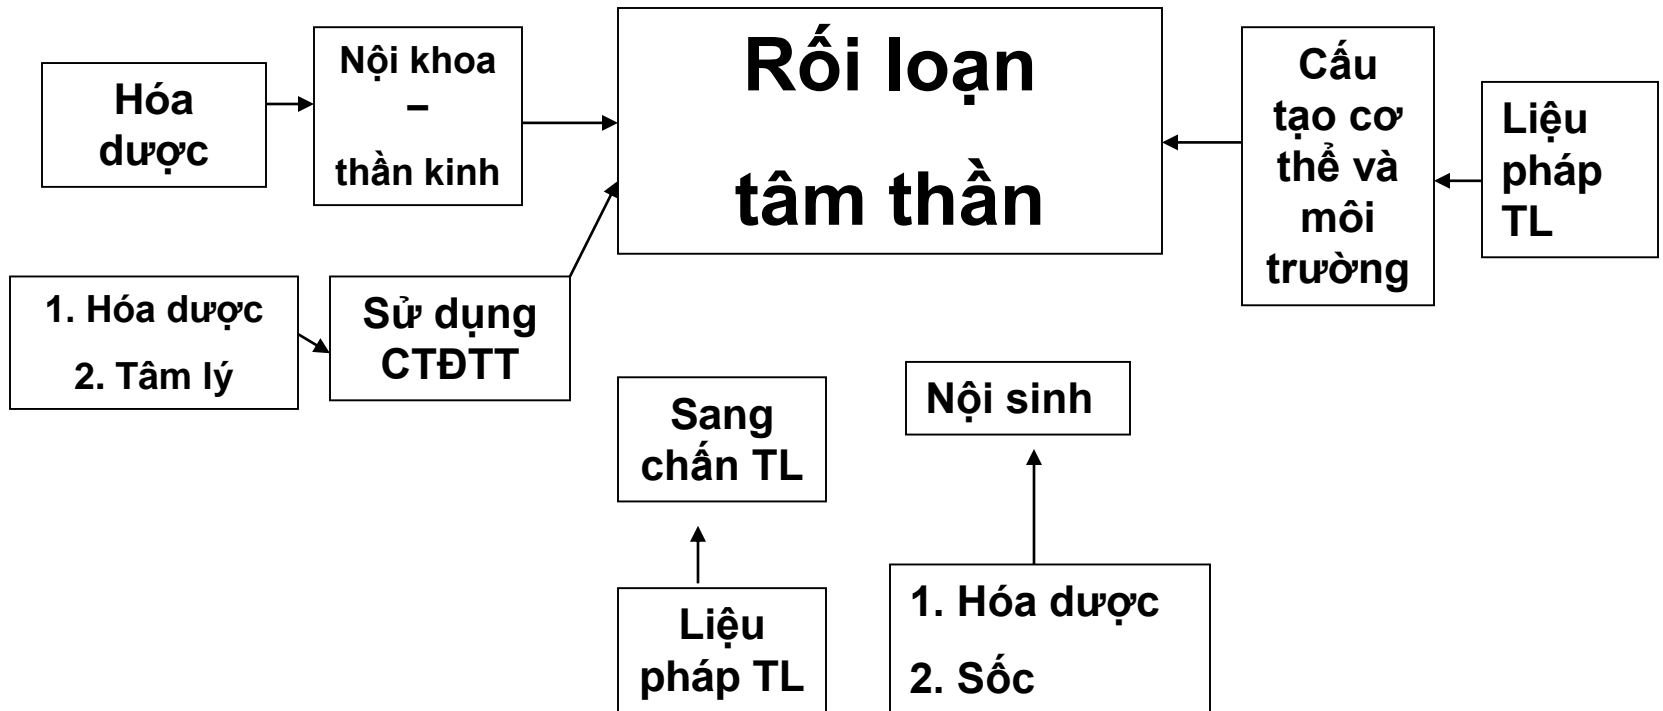 Rối loạn
tâm thần
Nội khoa
–
thần kinh
Hóa
dược
Cấu
tạo cơ
thể và
môi
trường
Liệu
pháp
TL
1. Hóa dược
2. Tâm lý
Sử dụng
CTĐTT
Sang
chấn TL
Nội sinh
Liệu
pháp TL
1. Hóa dược
2. Sốc